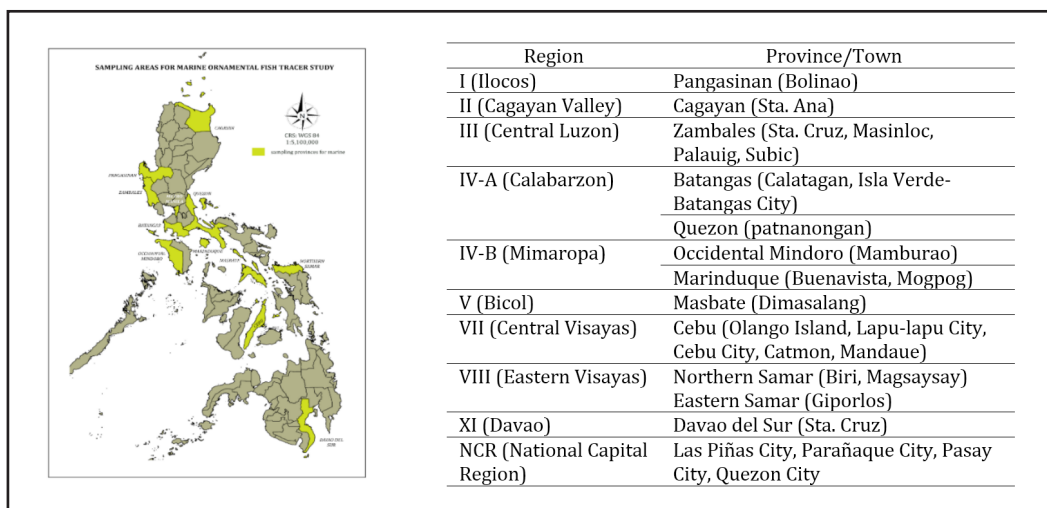 SAMPLING AREAS FOR MARINE ORNAMENTAL FISH TRACER STUDY
CRS: WGS 84
1:5,100,000
sampling provinces for marine
CAGAYAN
PANGASINAN
ZAMBALES
QUEZON
BATANGAS
MARINDUQUE
OCCIDENTAL
MINDORO
MASBATE
NORTHERN
SAMAR
DAVAO DEL
SUR
Region Province/Town
I (Ilocos) Pangasinan (Bolinao)
II (Cagayan Valley) Cagayan (Sta. Ana)
III (Central Luzon) Zambales (Sta. Cruz, Masinloc,
Palauig, Subic)
IV-A (Calabarzon) Batangas (Calatagan, Isla Verde-
Batangas City)
Quezon (patnanongan)
IV-B (Mimaropa) Occidental Mindoro (Mamburao)
Marinduque (Buenavista, Mogpog)
V (Bicol) Masbate (Dimasalang)
VII (Central Visayas) Cebu (Olango Island, Lapu-lapu City,
Cebu City, Catmon, Mandaue)
VIII (Eastern Visayas) Northern Samar (Biri, Magsaysay)
Eastern Samar (Giporlos)
XI (Davao) Davao del Sur (Sta. Cruz)
NCR (National Capital Las Piñas City, Parañaque City, Pasay
Region) City, Quezon City